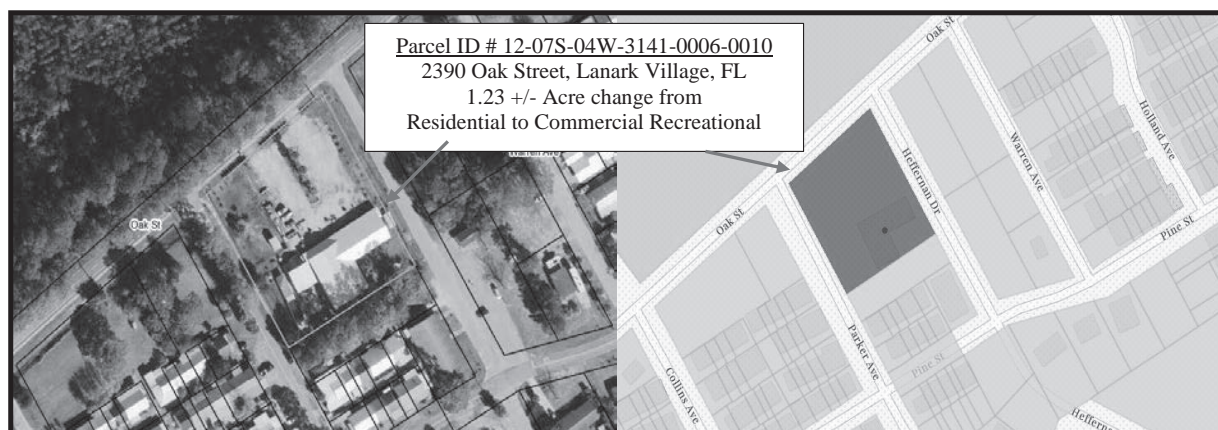 Parcel ID # 12-07S-04W-3141-0006-0010
2390 Oak Street, Lanark Village, FL
1.23 +/- Acre change from
Residential to Commercial Recreational
Oak St
Warren Ave
Oak St
Oak St
Heffernan Dr
Warren Ave
Holland Ave
Pine St
Parker Ave
Pine St
Collins Ave
Hefferna